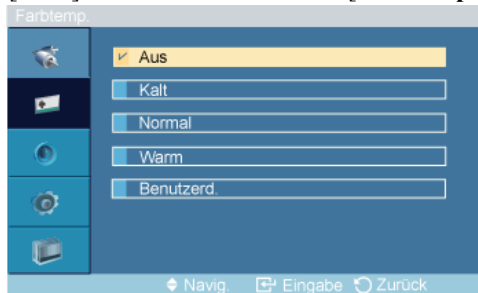 Farbtemp.
Aus
Kalt
Normal
Warm
Benutzerd.
Navig. Eingabe Zurück